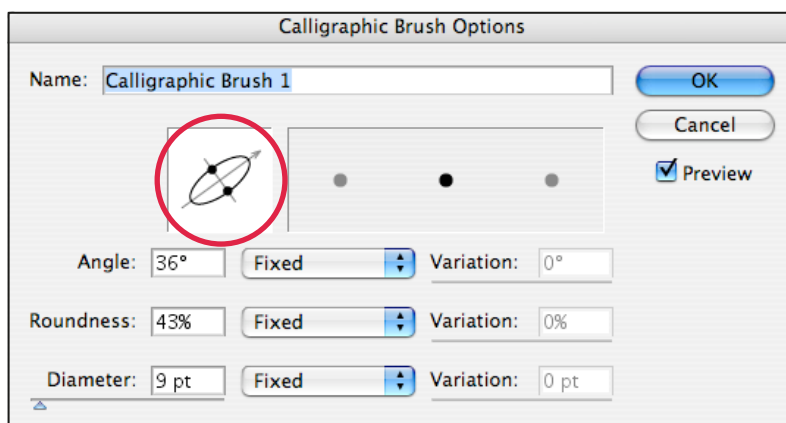 Calligraphic Brush Options
Name: Calligraphic Brush 1
OK
Cancel
Preview
Angle: 36° Fixed Variation: 0°
Roundness: 43% Fixed Variation: 0%
Diameter: 9 pt Fixed Variation: 0 pt